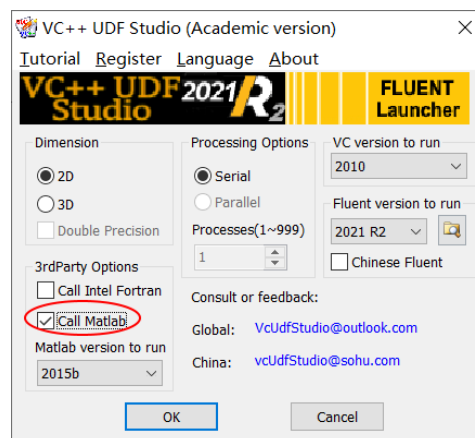 VC++ UDF Studio (Academic version)
Tutorial Register Language About
VC++ UDF Studio 2021 R2
FLUENT Launcher
Dimension
2D
3D
Double Precision
3rdParty Options
Call Intel Fortran
Call Matlab
Matlab version to run
2015b
Processing Options
Serial
Parallel
Processes(1~999)
1
VC version to run
2010
Fluent version to run
2021 R2
Chinese Fluent
Consult or feedback:
Global: VcUdfStudio@outlook.com
China: vcUdfStudio@sohu.com
OK
Cancel